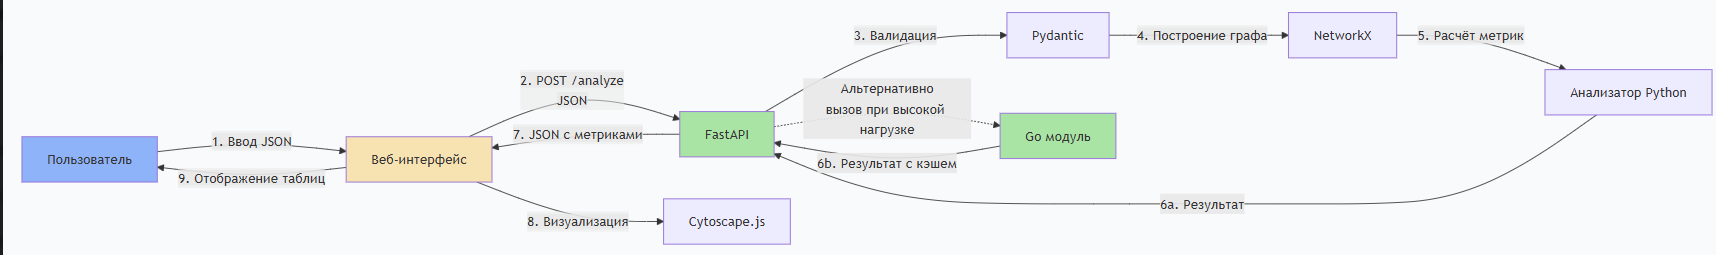 3. Валидация
Pydantic
4. Построение графа
NetworkX
5. Расчёт метрик
2. POST /analyze
JSON
Альтернативно
вызов при высокой
нагрузке
Анализатор Python
1. Ввод JSON
7. JSON с метриками
FastAPI
Go модуль
Пользователь
Веб-интерфейс
6b. Результат с кэшем
9. Отображение таблиц
6a. Результат
8. Визуализация
Cytoscape.js